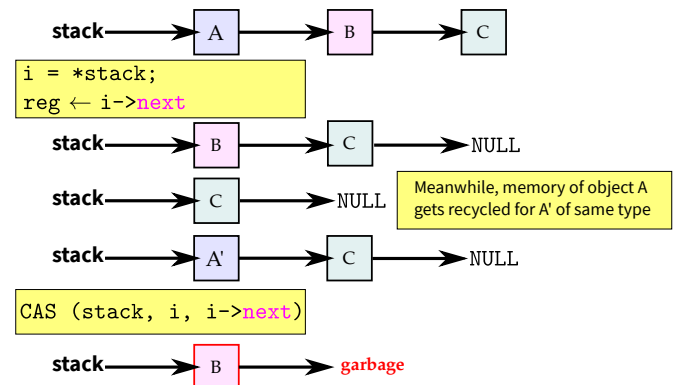 stack A B C
i = *stack;
reg ← i->next
stack B C NULL
stack C NULL
Meanwhile, memory of object A
gets recycled for A' of same type
stack A' C NULL
CAS (stack, i, i->next)
stack B garbage